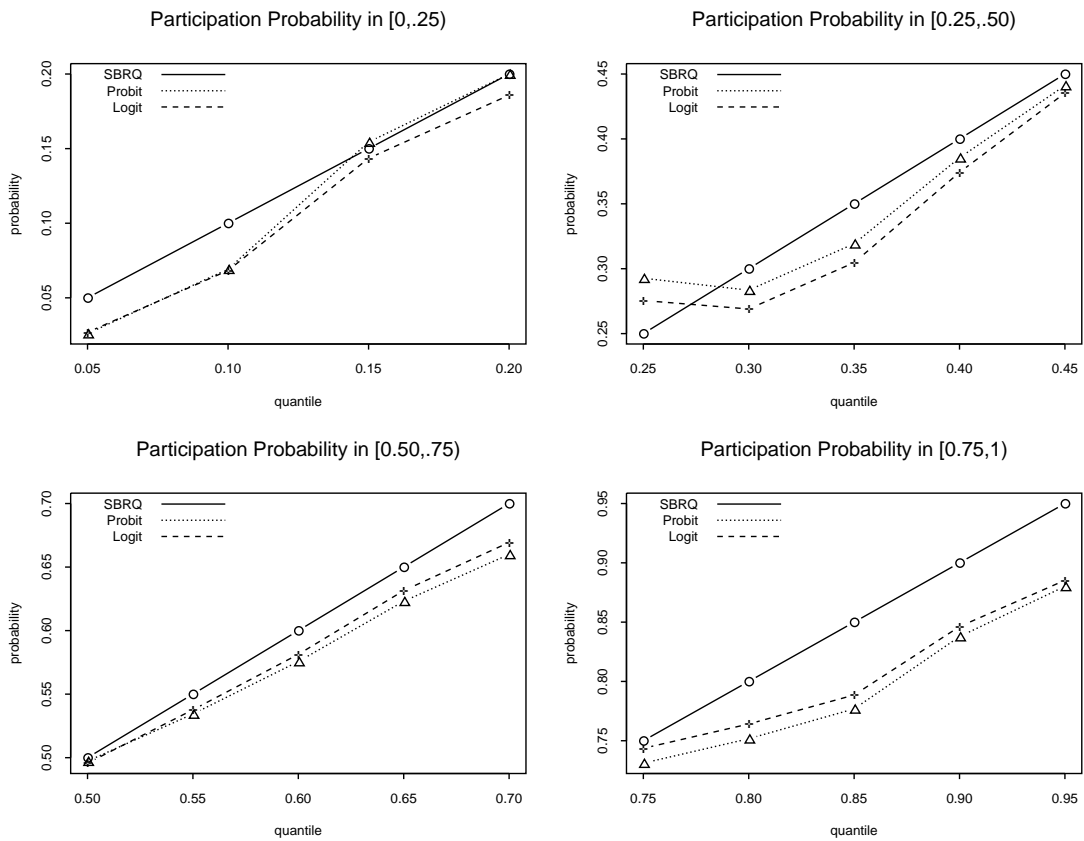 Participation Probability in [0,.25)
SBRQ
Probit
Logit
probability
0.20
0.15
0.10
0.05
0.05 0.10 0.15 0.20
quantile
Participation Probability in [0.25,.50)
SBRQ
Probit
Logit
probability
0.45
0.40
0.35
0.30
0.25
0.25 0.30 0.35 0.40 0.45
quantile
Participation Probability in [0.50,.75)
SBRQ
Probit
Logit
probability
0.70
0.65
0.60
0.55
0.50
0.50 0.55 0.60 0.65 0.70
quantile
Participation Probability in [0.75,1)
SBRQ
Probit
Logit
probability
0.95
0.90
0.85
0.80
0.75
0.75 0.80 0.85 0.90 0.95
quantile